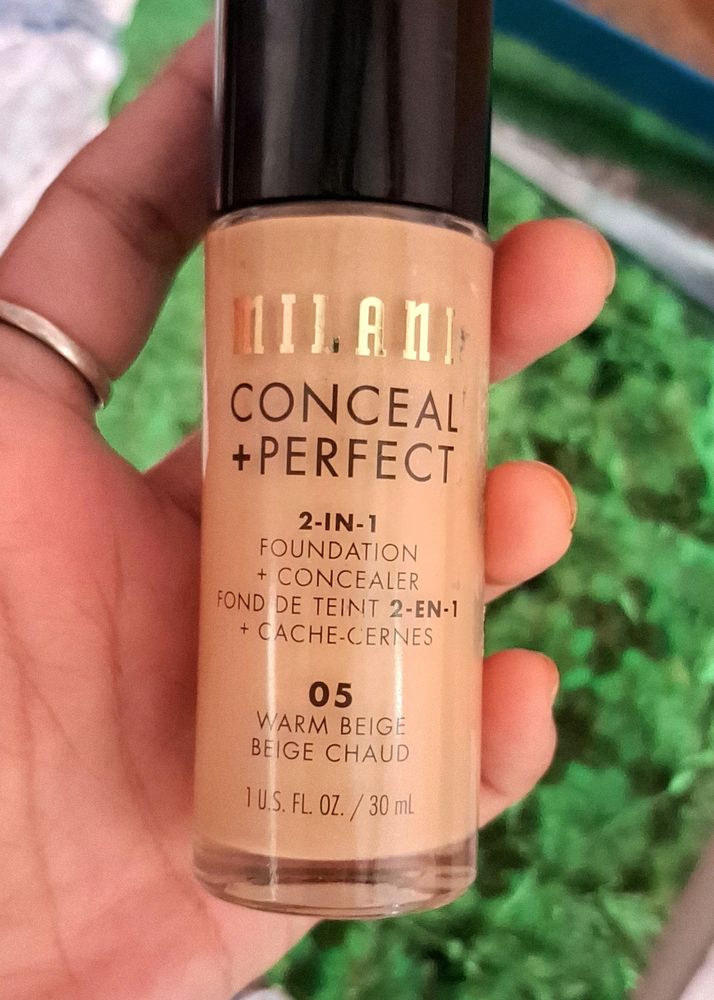 MILANI
CONCEAL
+PERFECT
2-IN-1
FOUNDATION
+ CONCEALER
FOND DE TEINT 2-EN-1
+ CACHE-CERNES
05
WARM BEIGE
BEIGE CHAUD
1 U.S. FL. OZ. / 30 mL